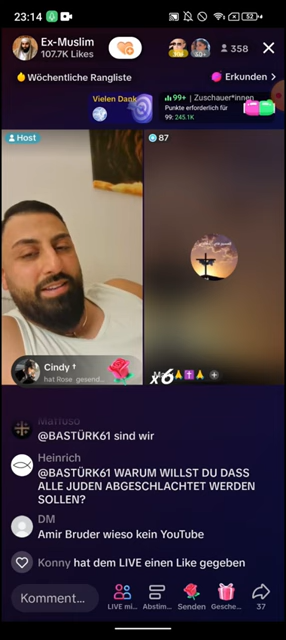 23:14
52
Ex-Muslim
107.7K Likes
358
Wöchentliche Rangliste
Erkunden >
Vielen Dank
99+ | Zuschauer*innen
Punkte erforderlich für
99: 245.1K
Host
87
Cindy †
hat Rose gesend...
x6
@BASTÜRK61 sind wir
Heinrich
@BASTÜRK61 WARUM WILLST DU DASS
ALLE JUDEN ABGESCHLACHTET WERDEN
SOLLEN?
DM
Amir Bruder wieso kein YouTube
Konny hat dem LIVE einen Like gegeben
Komment...
LIVE mi...
Abstim...
Senden
Gesche...
37